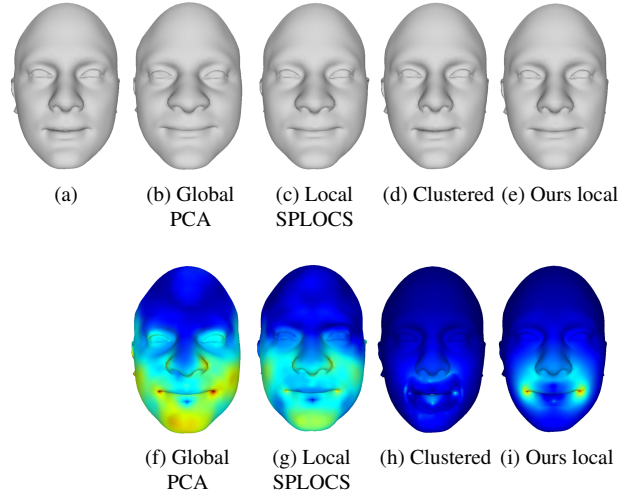 (a)
(b) Global
PCA
(c) Local
SPLOCS
(d) Clustered
(e) Ours local
(f) Global
PCA
(g) Local
SPLOCS
(h) Clustered
(i) Ours local